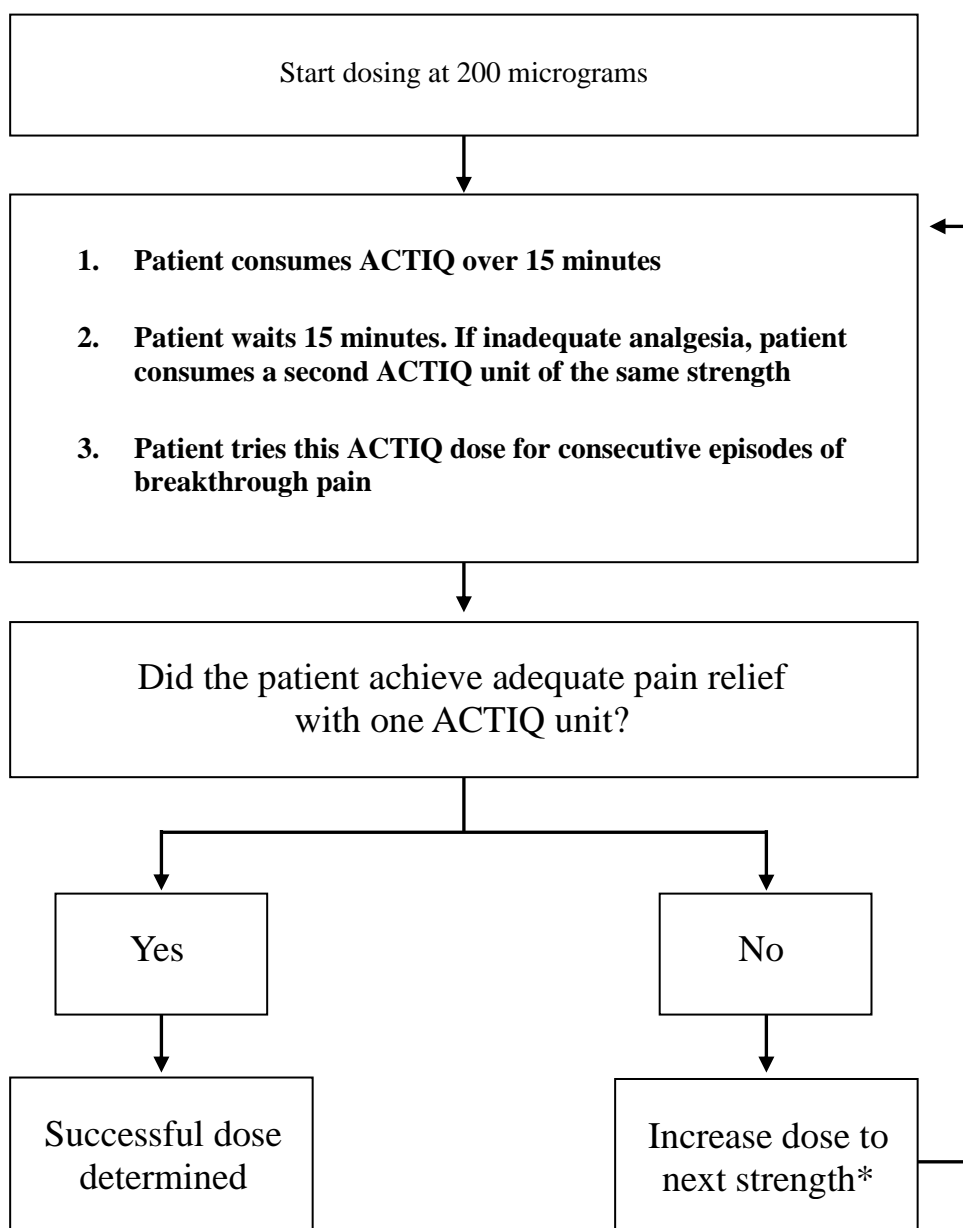 Start dosing at 200 micrograms
1. Patient consumes ACTIQ over 15 minutes
2. Patient waits 15 minutes. If inadequate analgesia, patient
consumes a second ACTIQ unit of the same strength
3. Patient tries this ACTIQ dose for consecutive episodes of
breakthrough pain
Did the patient achieve adequate pain relief
with one ACTIQ unit?
Yes
No
Successful dose
determined
Increase dose to
next strength*